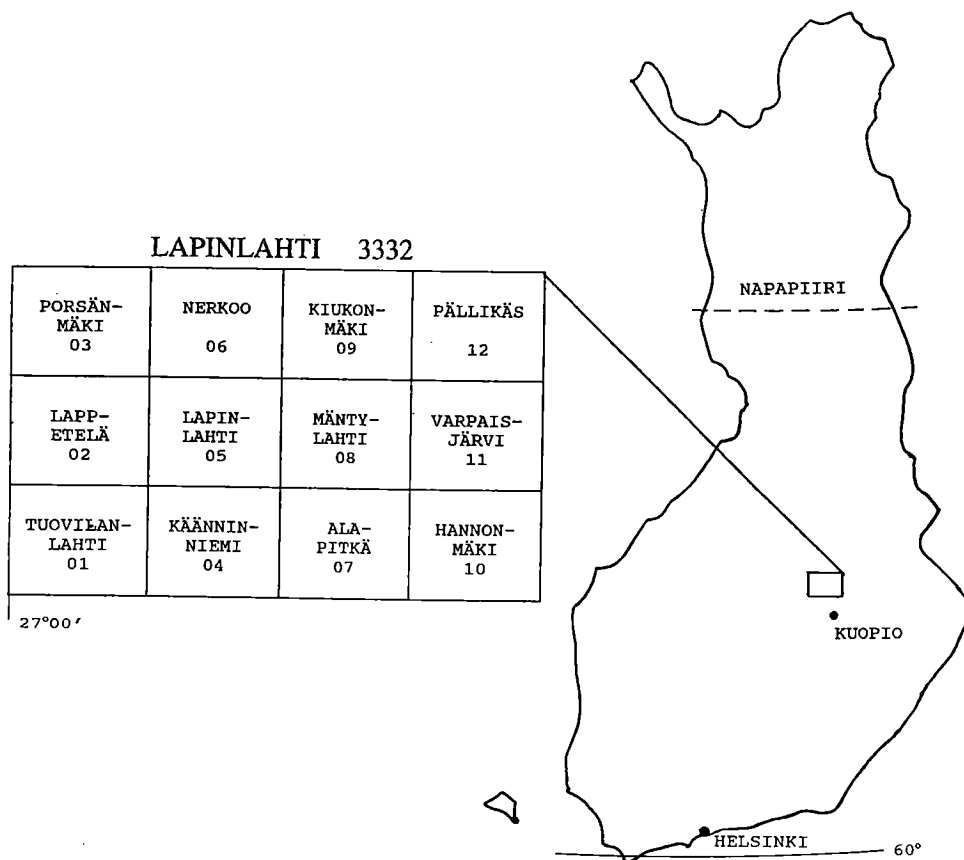 LAPINLAHTI 3332
PORSÄN-
MÄKI
03
NERKOO
06
KIUKON-
MÄKI
09
PÄLLIKÄS
12
LAPP-
ETELÄ
02
LAPIN-
LAHTI
05
MÄNTY-
LAHTI
08
VARPAIS-
JÄRVI
11
TUOVILAN-
LAHTI
01
KÄÄNNIN-
NIEMI
04
ALA-
PITKÄ
07
HANNON-
MÄKI
10
27°00'
NAPAPIIRI
KUOPIO
HELSINKI
60°